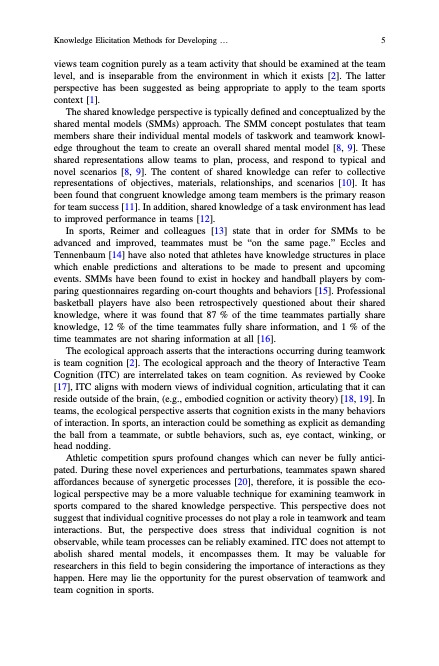 Knowledge Elicitation Methods for Developing …
5
views team cognition purely as a team activity that should be examined at the team
level, and is inseparable from the environment in which it exists [2]. The latter
perspective has been suggested as being appropriate to apply to the team sports
context [1].
The shared knowledge perspective is typically defined and conceptualized by the
shared mental models (SMMs) approach. The SMM concept postulates that team
members share their individual mental models of taskwork and teamwork knowl-
edge throughout the team to create an overall shared mental model [8, 9]. These
shared representations allow teams to plan, process, and respond to typical and
novel scenarios [8, 9]. The content of shared knowledge can refer to collective
representations of objectives, materials, relationships, and scenarios [10]. It has
been found that congruent knowledge among team members is the primary reason
for team success [11]. In addition, shared knowledge of a task environment has lead
to improved performance in teams [12].
In sports, Reimer and colleagues [13] state that in order for SMMs to be
advanced and improved, teammates must be “on the same page.” Eccles and
Tennenbaum [14] have also noted that athletes have knowledge structures in place
which enable predictions and alterations to be made to present and upcoming
events. SMMs have been found to exist in hockey and handball players by com-
paring questionnaires regarding on-court thoughts and behaviors [15]. Professional
basketball players have also been retrospectively questioned about their shared
knowledge, where it was found that 87 % of the time teammates partially share
knowledge, 12 % of the time teammates fully share information, and 1 % of the
time teammates are not sharing information at all [16].
The ecological approach asserts that the interactions occurring during teamwork
is team cognition [2]. The ecological approach and the theory of Interactive Team
Cognition (ITC) are interrelated takes on team cognition. As reviewed by Cooke
[17], ITC aligns with modern views of individual cognition, articulating that it can
reside outside of the brain, (e.g., embodied cognition or activity theory) [18, 19]. In
teams, the ecological perspective asserts that cognition exists in the many behaviors
of interaction. In sports, an interaction could be something as explicit as demanding
the ball from a teammate, or subtle behaviors, such as, eye contact, winking, or
head nodding.
Athletic competition spurs profound changes which can never be fully antici-
pated. During these novel experiences and perturbations, teammates spawn shared
affordances because of synergetic processes [20], therefore, it is possible the eco-
logical perspective may be a more valuable technique for examining teamwork in
sports compared to the shared knowledge perspective. This perspective does not
suggest that individual cognitive processes do not play a role in teamwork and team
interactions. But, the perspective does stress that individual cognition is not
observable, while team processes can be reliably examined. ITC does not attempt to
abolish shared mental models, it encompasses them. It may be valuable for
researchers in this field to begin considering the importance of interactions as they
happen. Here may lie the opportunity for the purest observation of teamwork and
team cognition in sports.